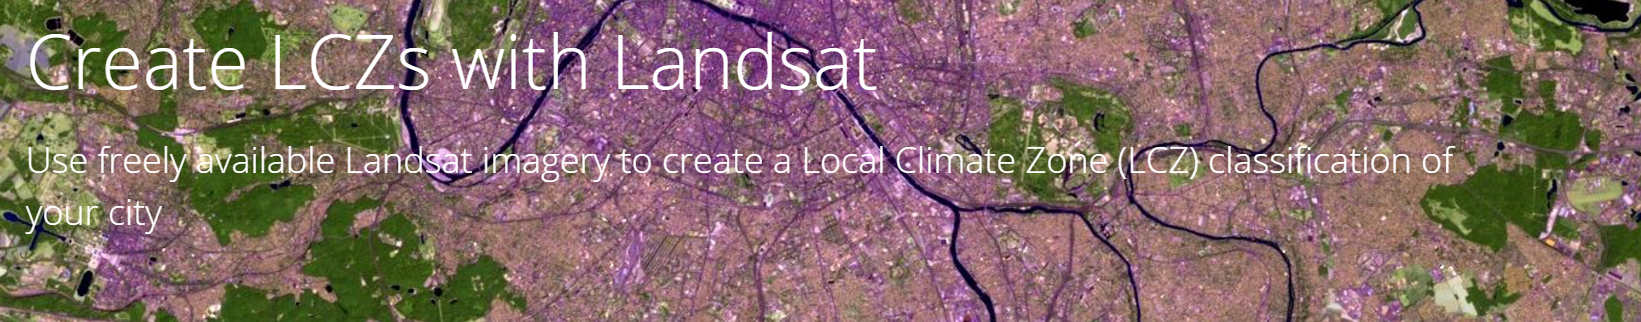 Create LCZs with Landsat
Use freely available Landsat imagery to create a Local Climate Zone (LCZ) classification of
your city